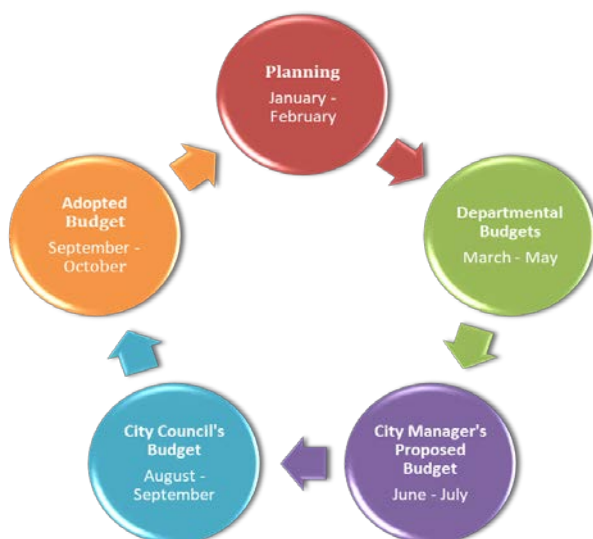 Planning
January -
February
Departmental
Budgets
March - May
City Manager's
Proposed
Budget
June - July
City Council's
Budget
August -
September
Adopted
Budget
September -
October